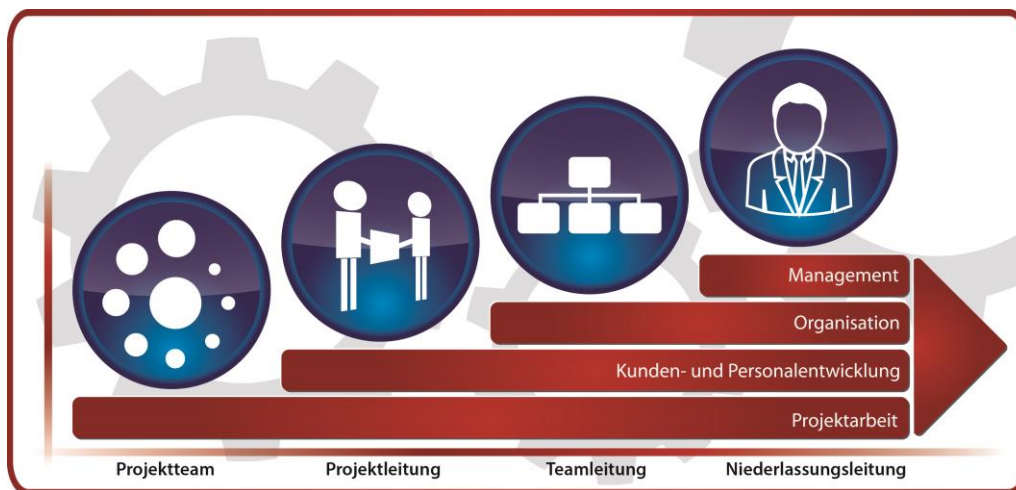 Management
Organisation
Kunden- und Personalentwicklung
Projektarbeit
Projektteam
Projektleitung
Teamleitung
Niederlassungsleitung